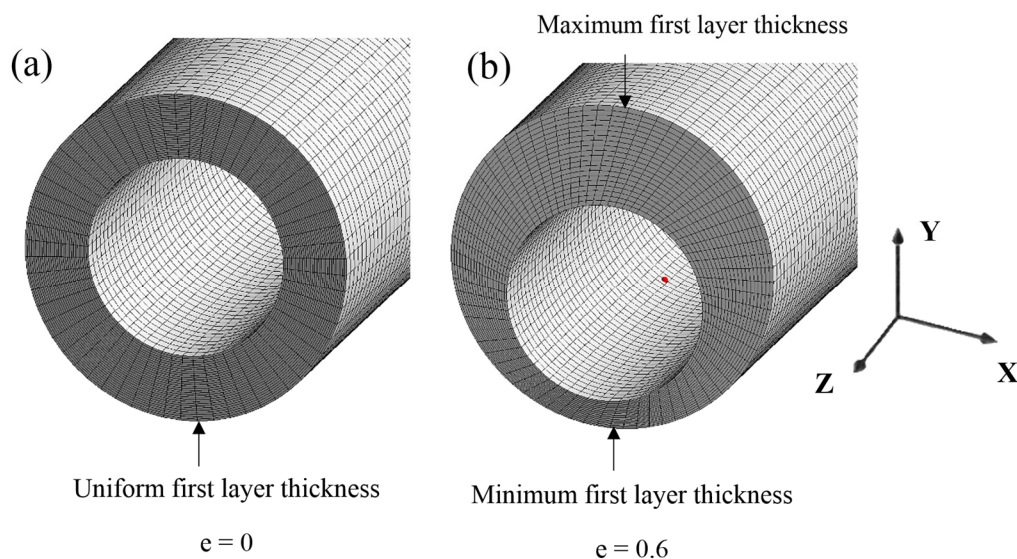 Maximum first layer thickness
(a)
(b)
Y
Z
X
Uniform first layer thickness
Minimum first layer thickness
e = 0
e = 0.6